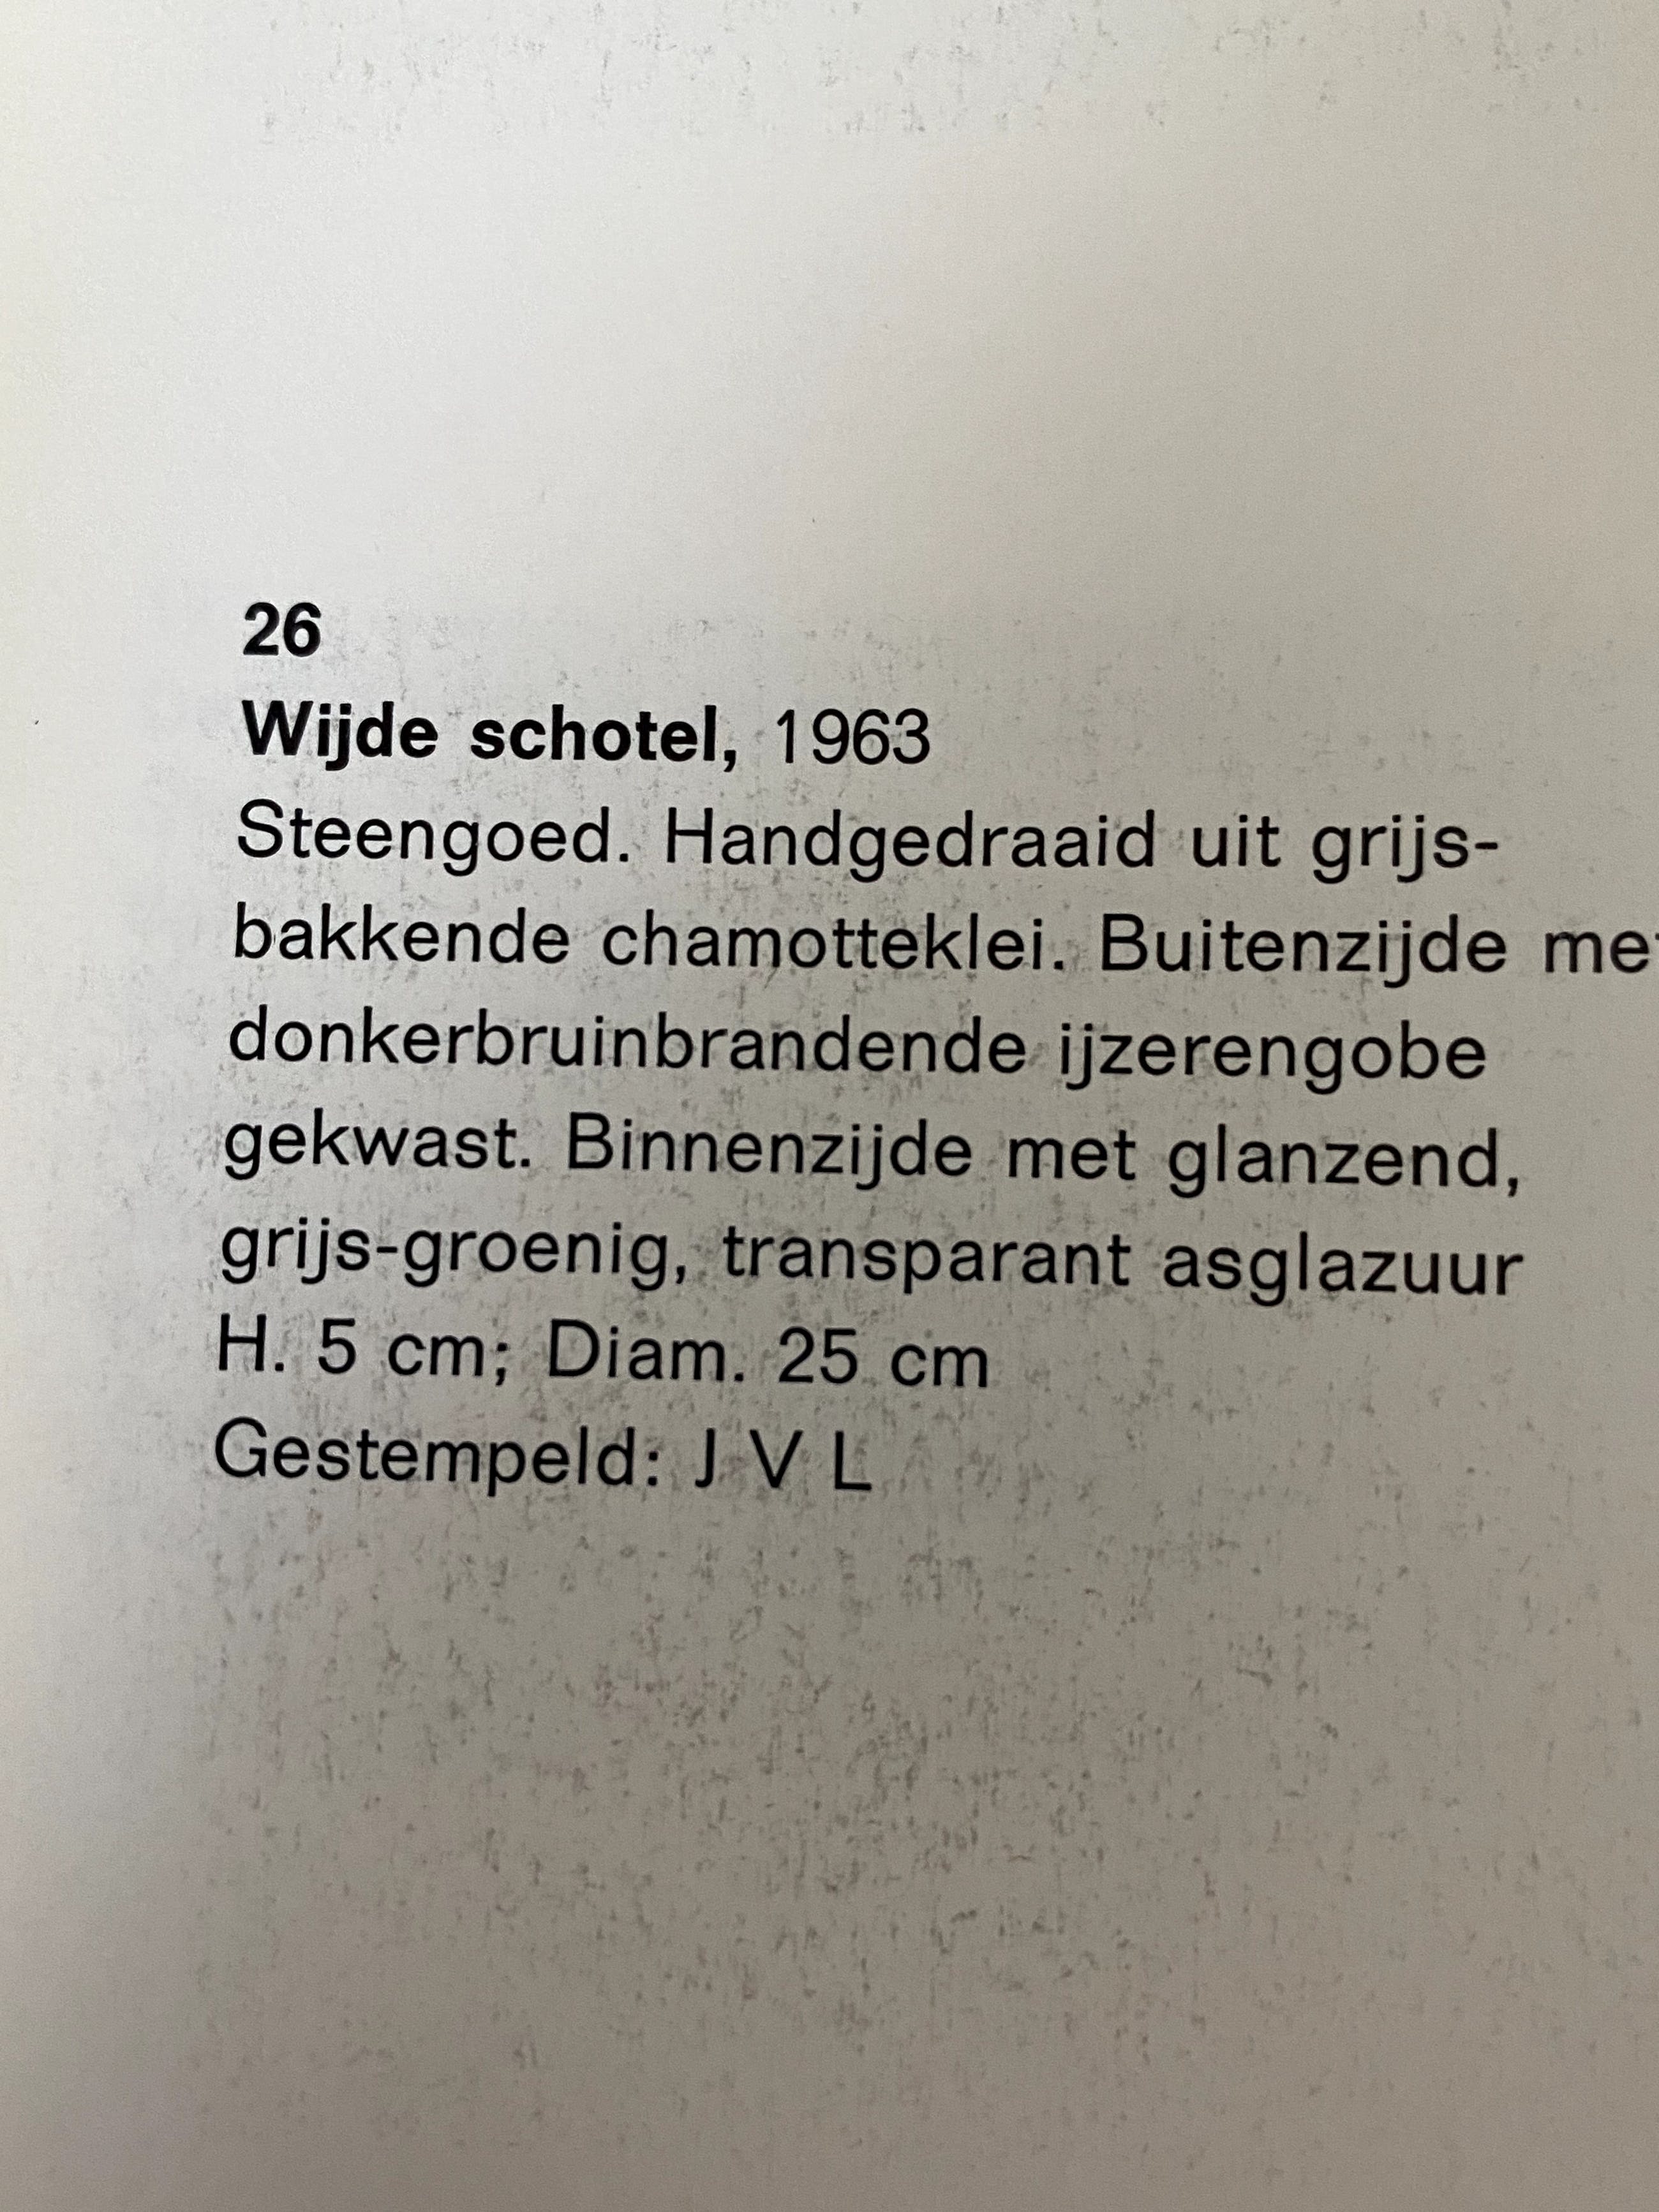 26
Wijde schotel, 1963
Steengoed. Handgedraaid uit grijs-
bakkende chamotteklei. Buitenzijde met
donkerbruinbrandende ijzerengobe
gekwast. Binnenzijde met glanzend,
grijs-groenig, transparant asglazuur
H. 5 cm; Diam. 25 cm
Gestempeld: J V L